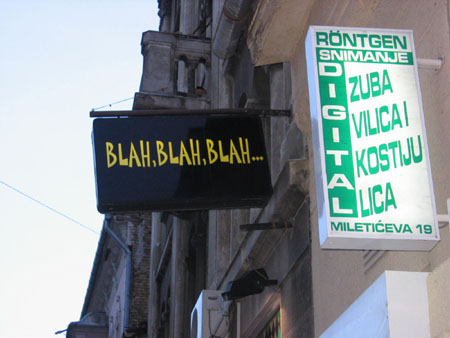 BLAH, BLAH, BLAH...
RÖNTGEN
SNIMANJE
DIGITAL
ZUBA
VILICA I
KOSTIJU
LICA
MILETIĆEVA 19